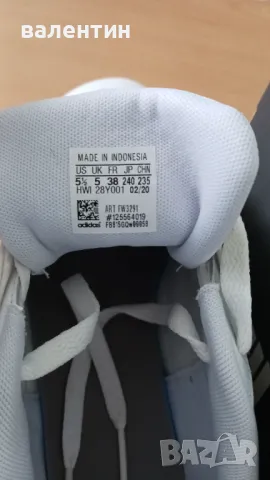 валентин
MADE IN INDONESIA
US UK FR JP CHN
5½ 5 38 240 235
HWI 28Y001 02/20
ART FW3291
#125564019
adidas
BAZAR